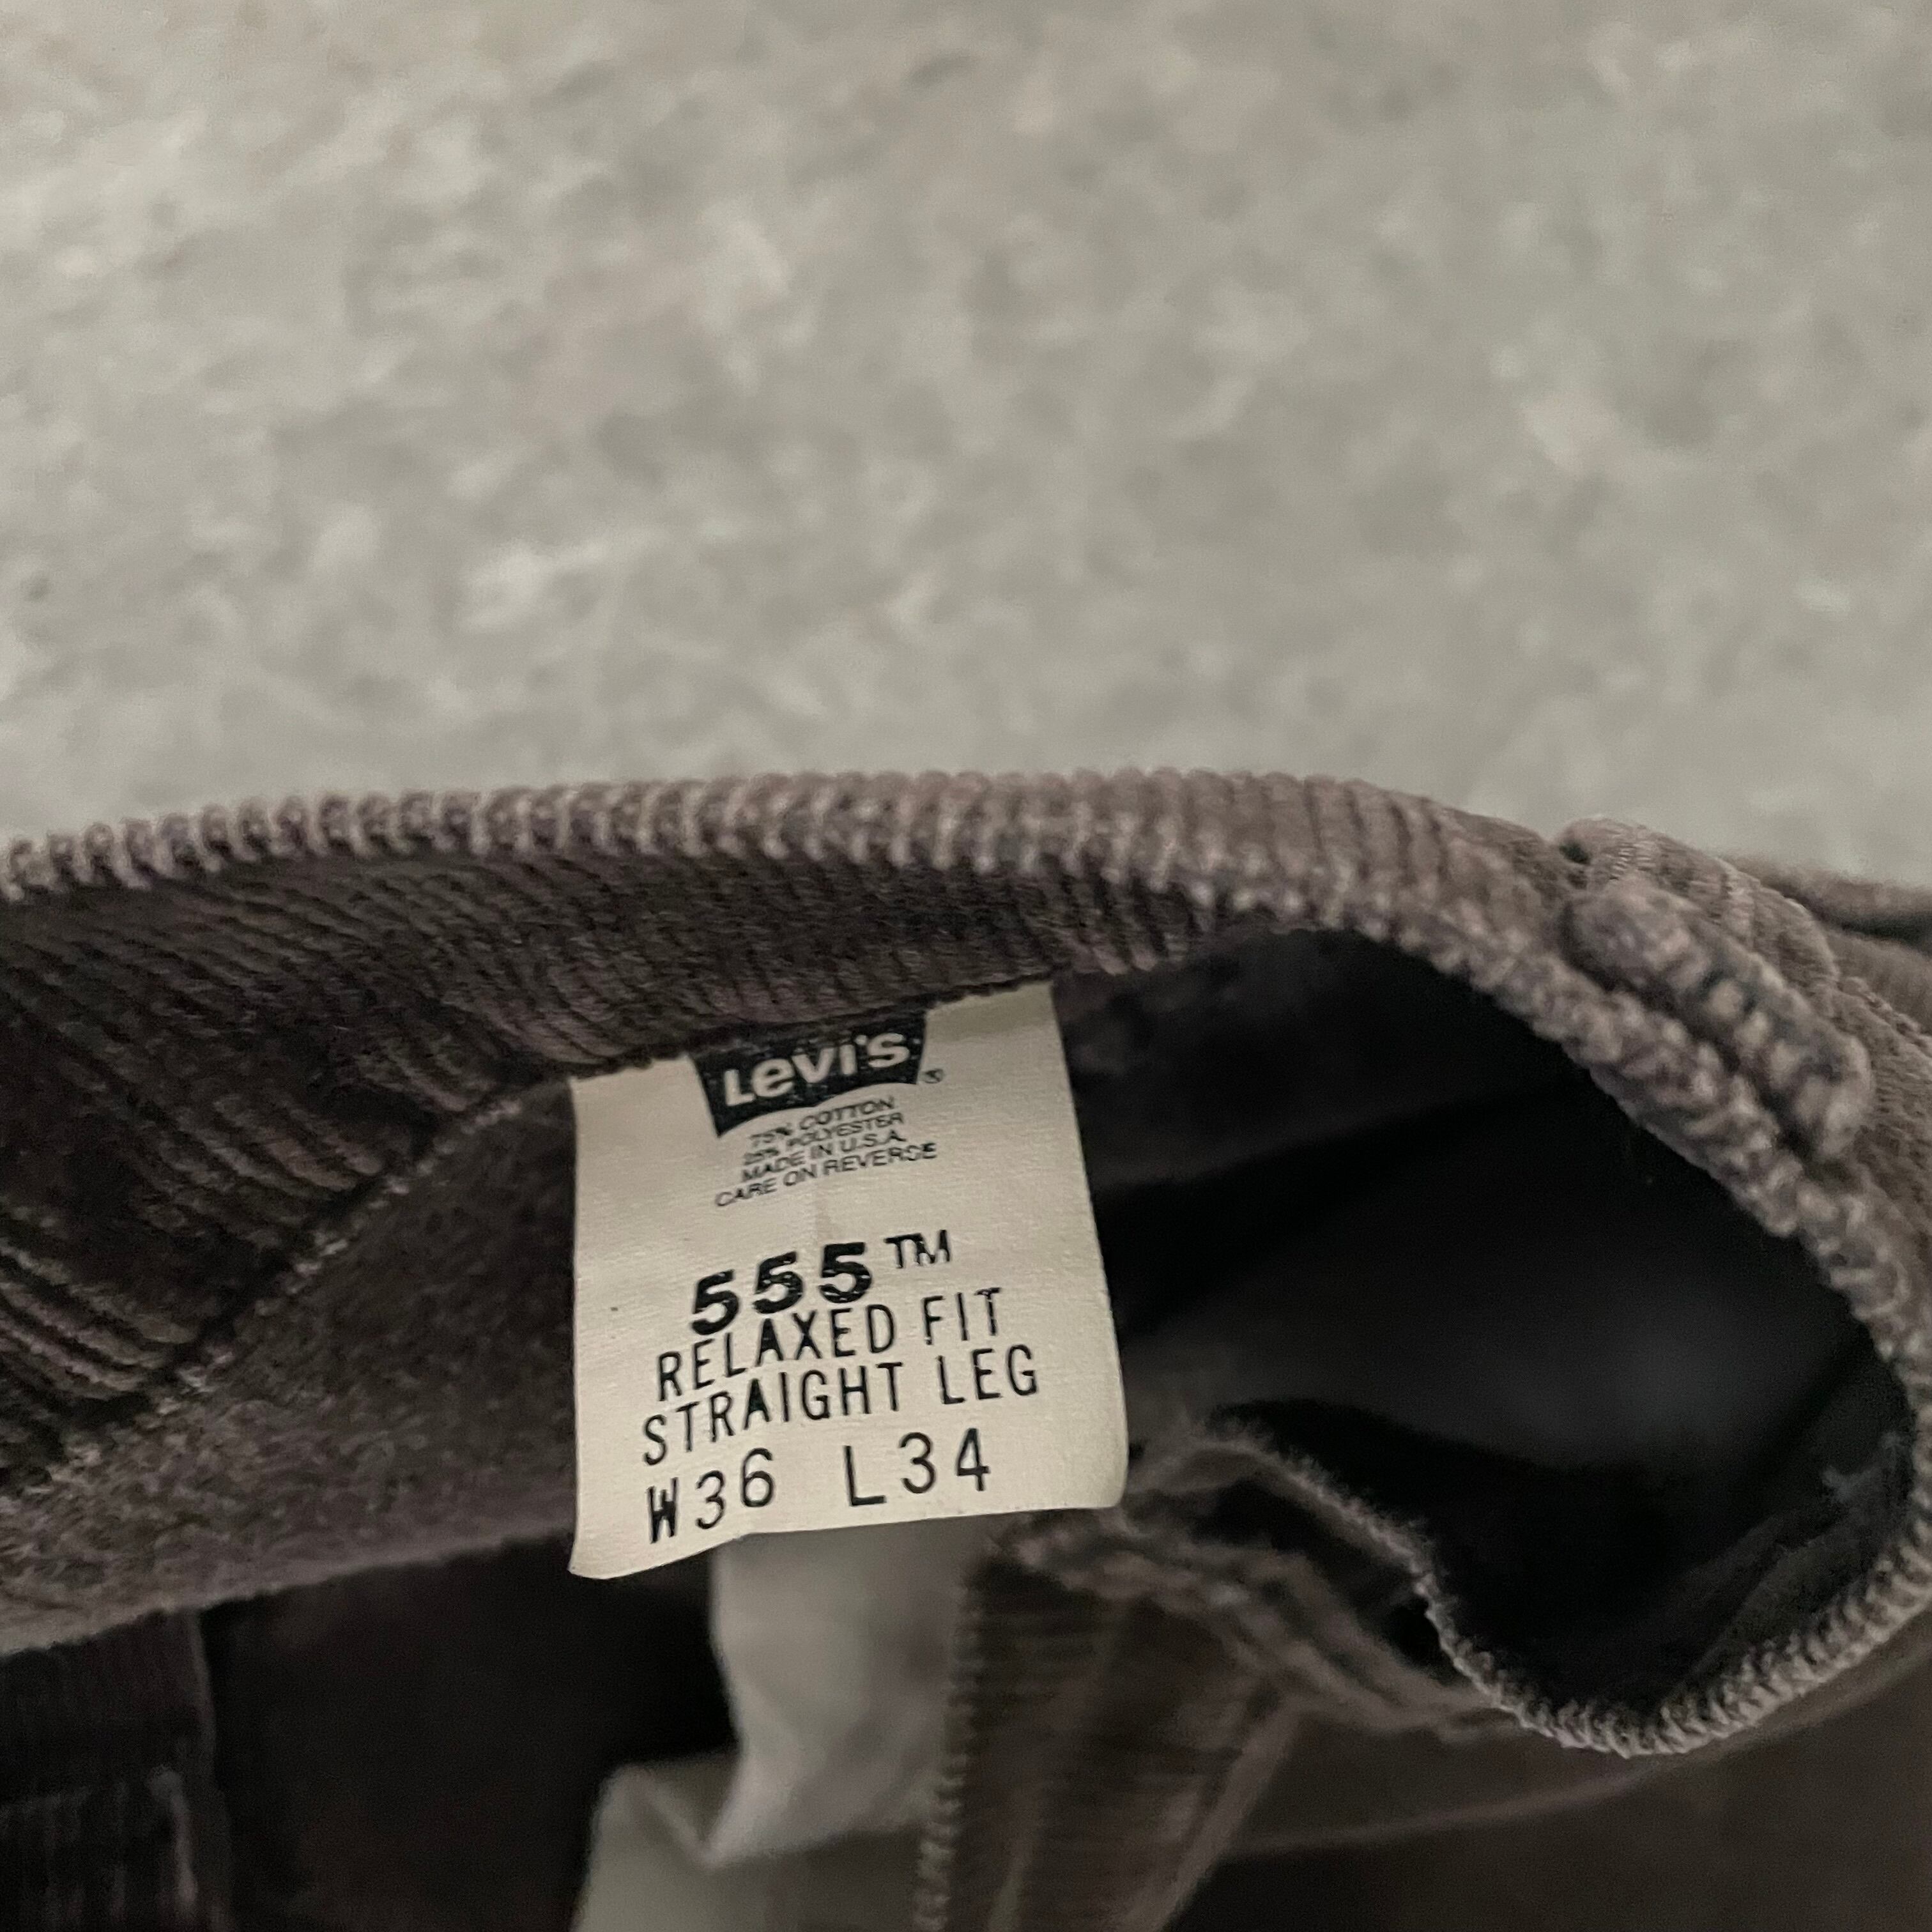 Levi's®
75% COTTON
25% POLYESTER
MADE IN U.S.A.
CARE ON REVERSE
555™
RELAXED FIT
STRAIGHT LEG
W36 L34